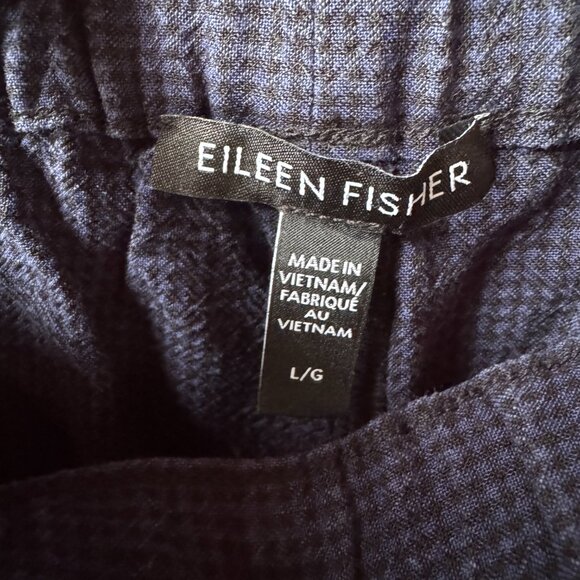 EILEEN FISHER
MADE IN
VIETNAM/
FABRIQUÉ
AU
VIETNAM
L/G